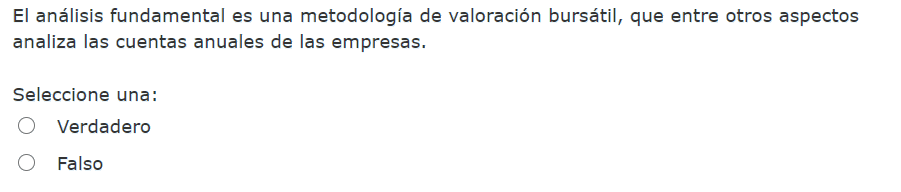 El análisis fundamental es una metodología de valoración bursátil, que entre otros aspectos
analiza las cuentas anuales de las empresas.
Seleccione una:
Verdadero
Falso